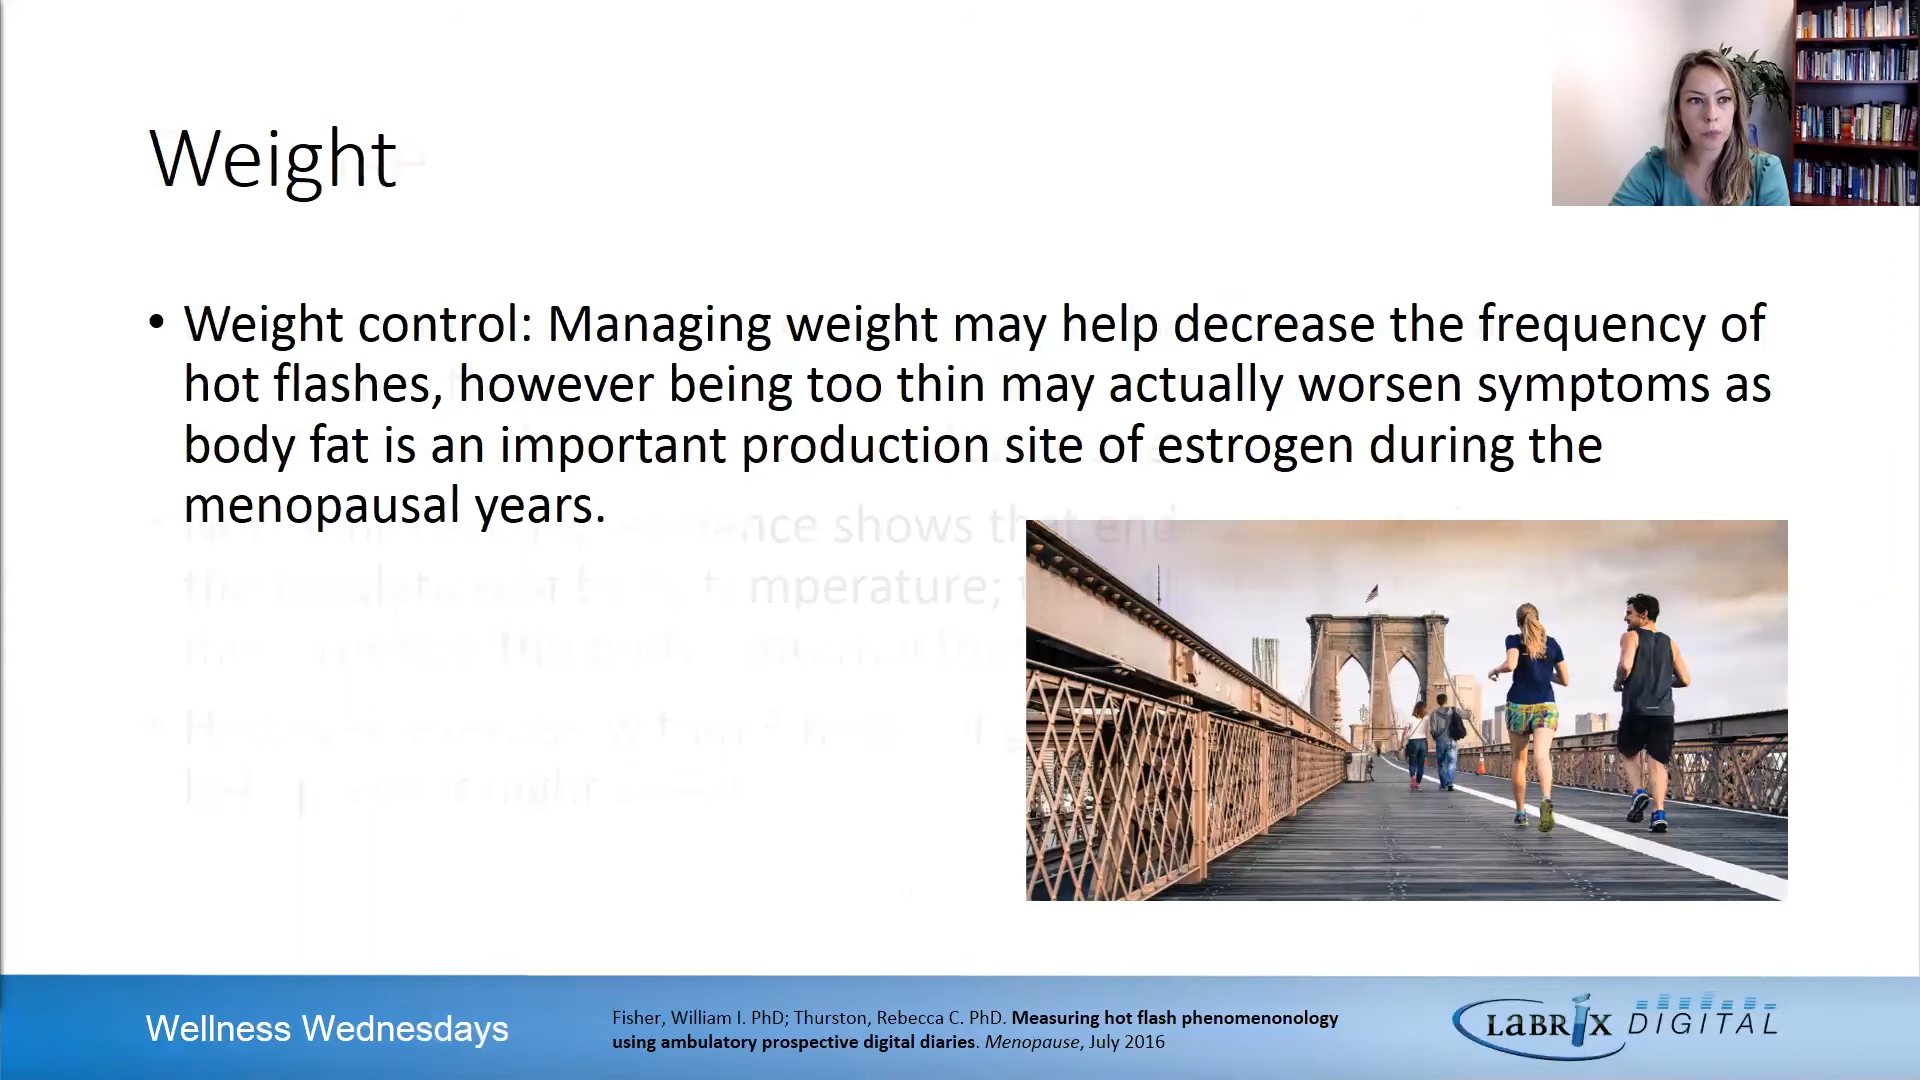 Weight
• Weight control: Managing weight may help decrease the frequency of
hot flashes, however being too thin may actually worsen symptoms as
body fat is an important production site of estrogen during the
menopausal years.
shows that
temperature;
Wellness Wednesdays
Fisher, William I. PhD; Thurston, Rebecca C. PhD. Measuring hot flash phenomenonology
using ambulatory prospective digital diaries. Menopause, July 2016
LABRIX DIGITAL